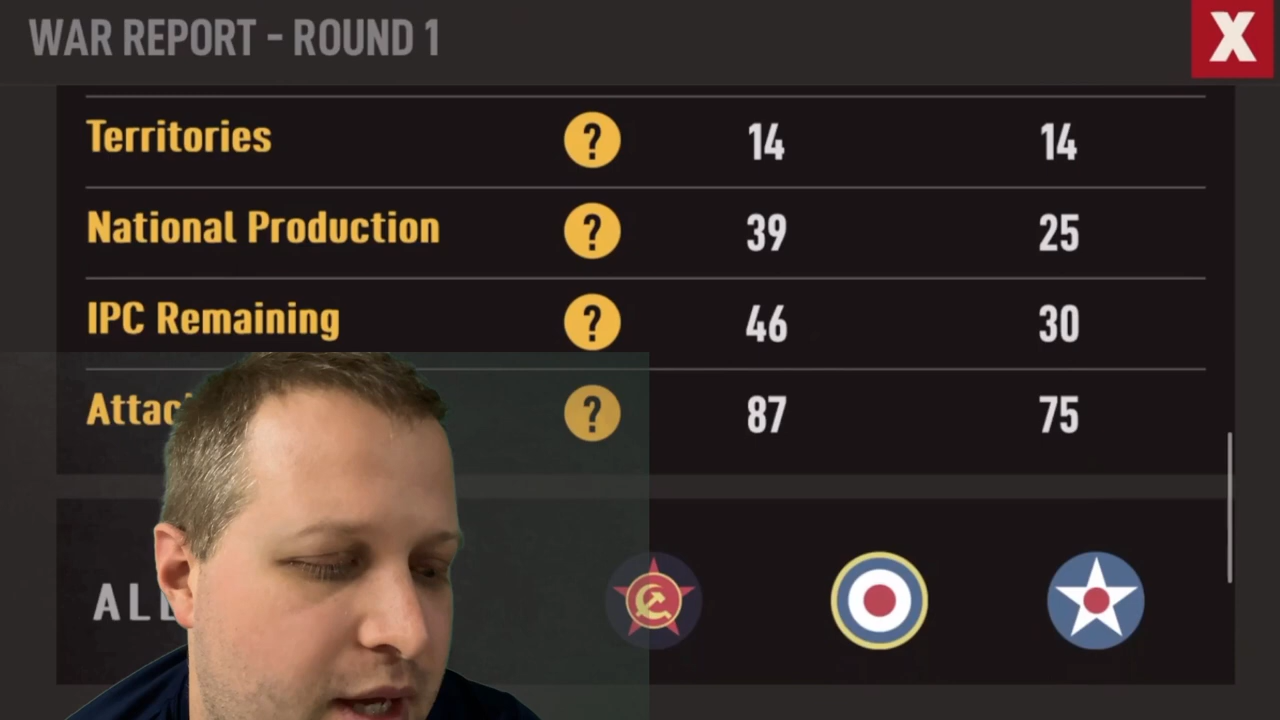 WAR REPORT - ROUND 1
X
Territories ? 14 14
National Production ? 39 25
IPC Remaining ? 46 30
? 87 75